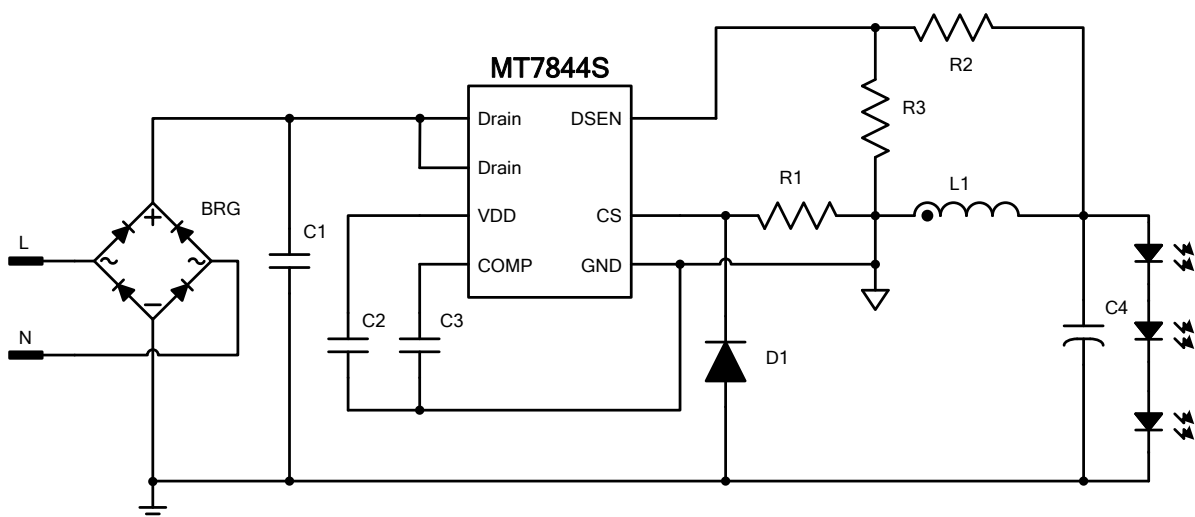 MT7844S
R2
R3
Drain
DSEN
Drain
R1
L1
BRG
VDD
CS
C1
L
COMP
GND
C2
C3
C4
N
D1